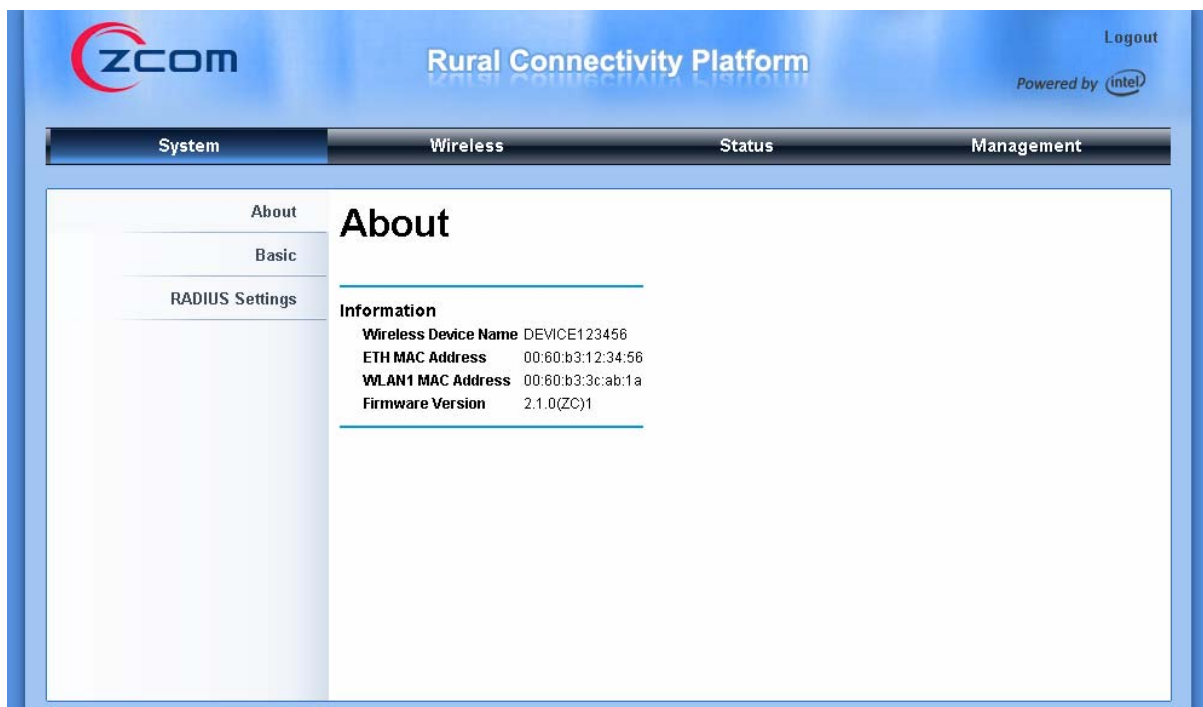 zcom
Rural Connectivity Platform
Logout
Powered by intel
System Wireless Status Management
About
Basic
RADIUS Settings
About
Information
Wireless Device Name DEVICE123456
ETH MAC Address 00:60:b3:12:34:56
WLAN1 MAC Address 00:60:b3:3c:ab:1a
Firmware Version 2.1.0(ZC)1